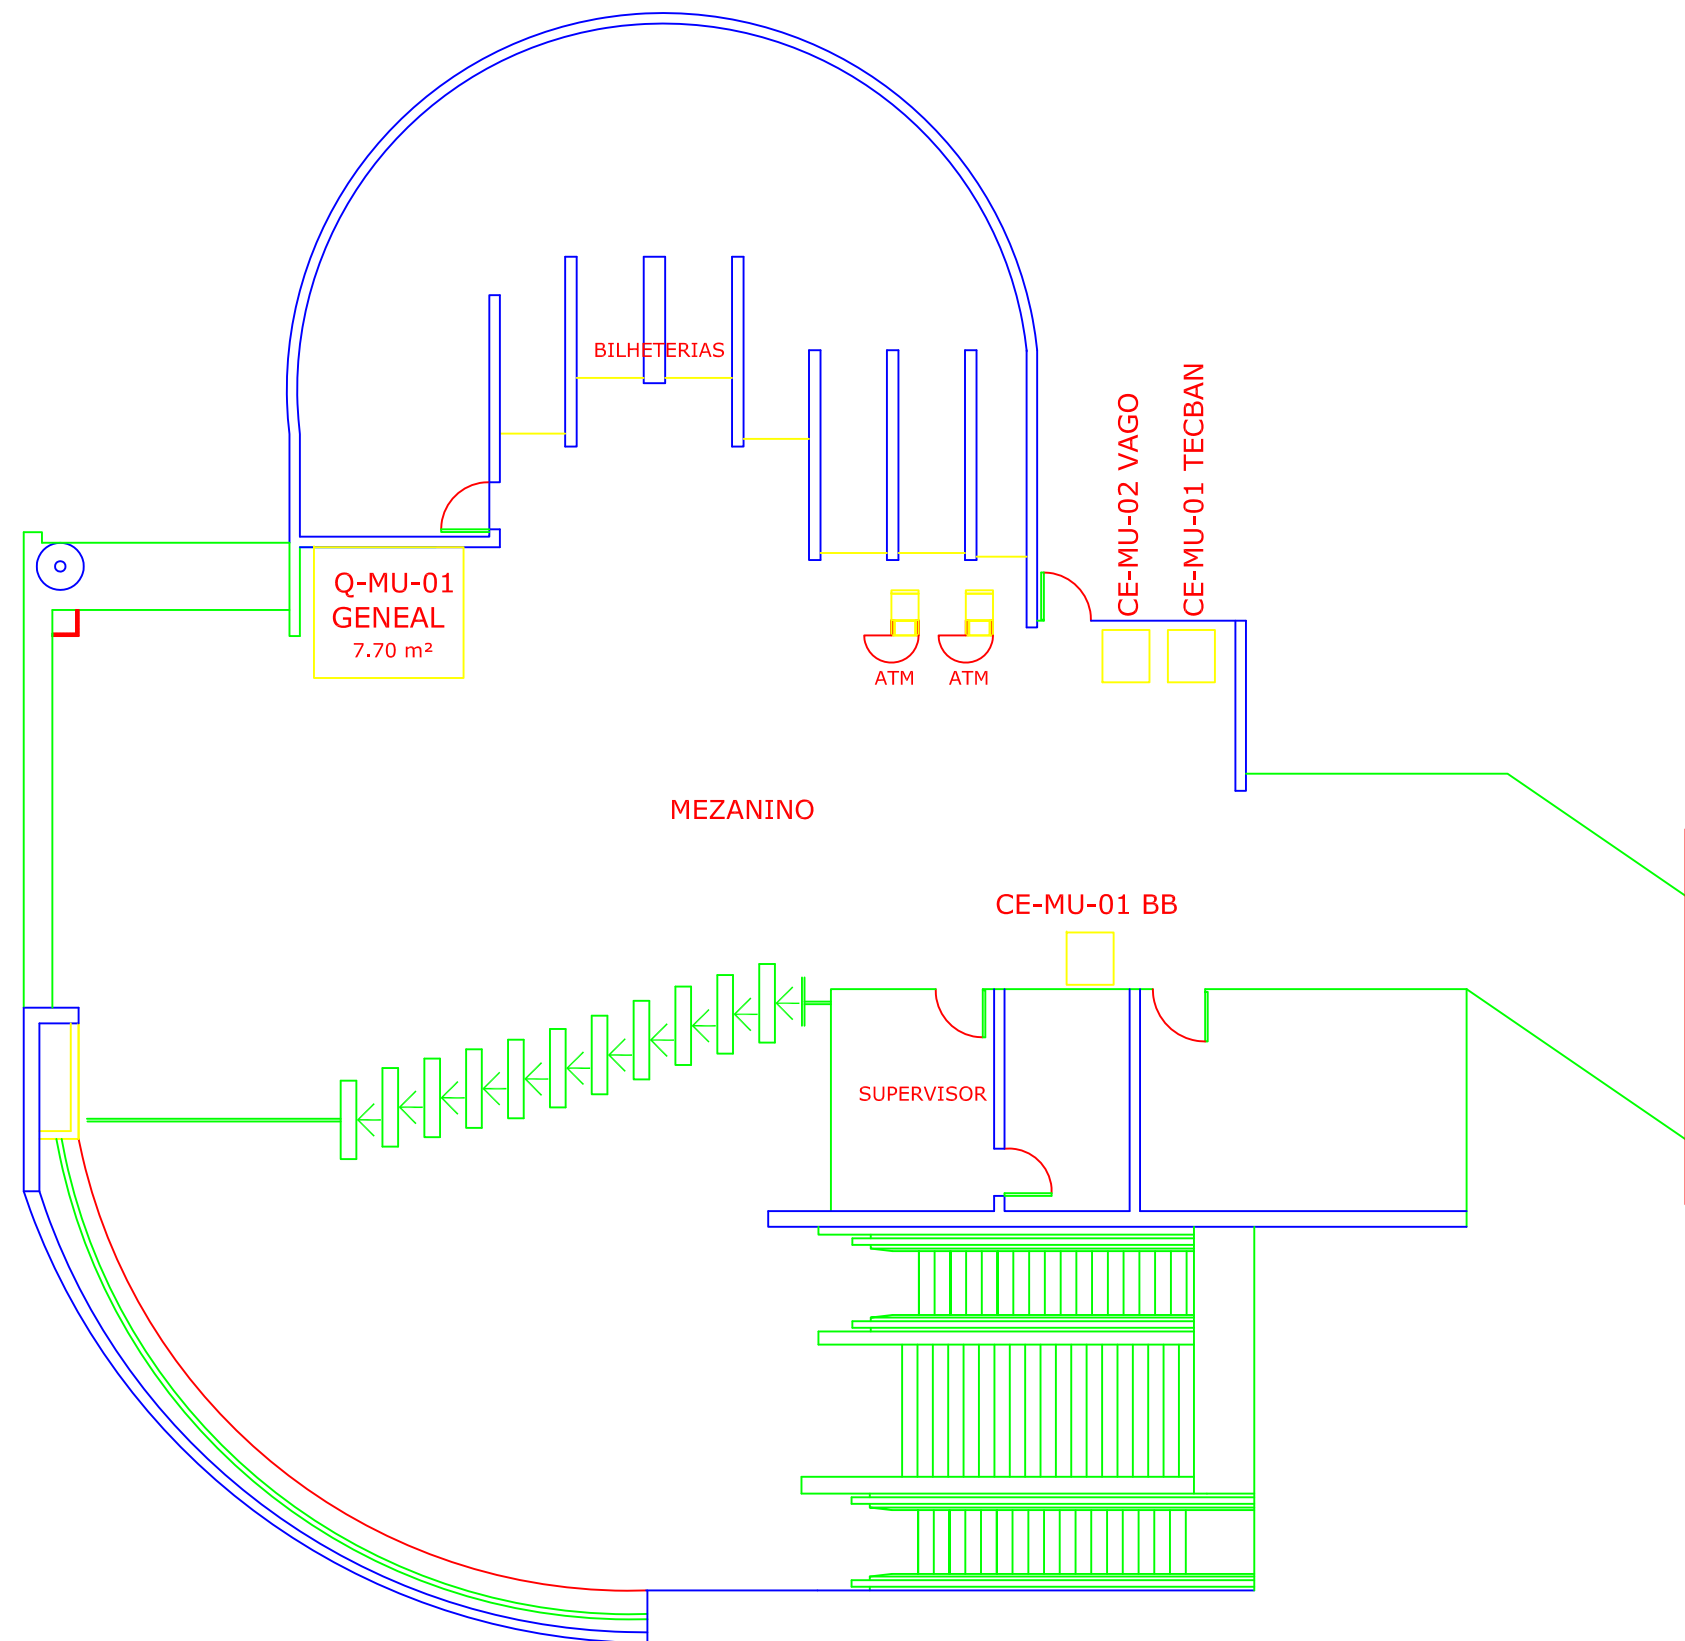 BILHETERIAS
CE-MU-02 VAGO
CE-MU-01 TECBAN
Q-MU-01
GENEAL
7.70 m²
ATM
ATM
MEZANINO
CE-MU-01 BB
SUPERVISOR